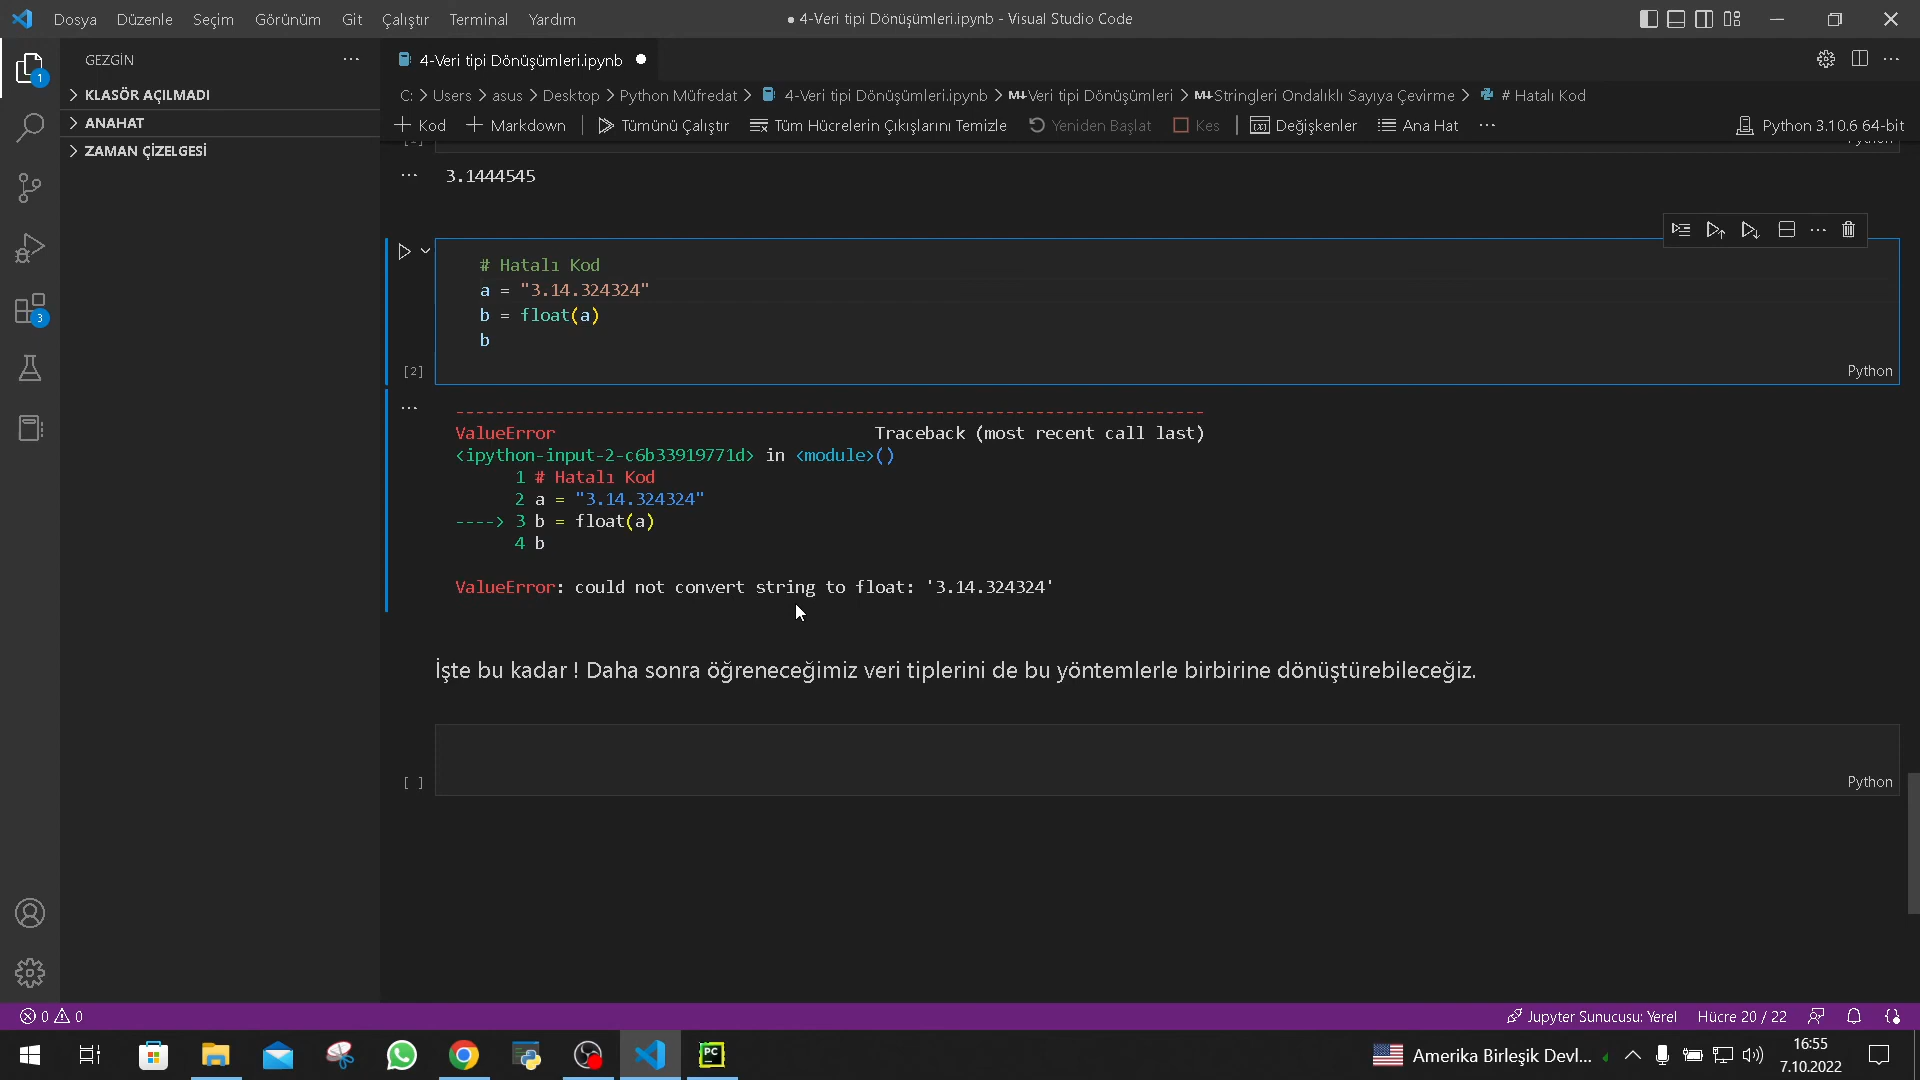 Dosya Düzenle Seçim Görünüm Git Çalıştır Terminal Yardım
● 4-Veri tipi Dönüşümleri.ipynb - Visual Studio Code
GEZGİN
4-Veri tipi Dönüşümleri.ipynb
1
KLASÖR AÇILMADI
C: > Users > asus > Desktop > Python Müfredat > 4-Veri tipi Dönüşümleri.ipynb > M↓Veri tipi Dönüşümleri > M↓Stringleri Ondalıklı Sayıya Çevirme > # Hatalı Kod
ANAHAT
+ Kod + Markdown Tümünü Çalıştır Tüm Hücrelerin Çıkışlarını Temizle Yeniden Başlat Kes Değişkenler Ana Hat ... Python 3.10.6 64-bit
ZAMAN ÇİZELGESİ
... 3.1444545
# Hatalı Kod
a = "3.14.324324"
b = float(a)
3
b
[2]
Python
...
---------------------------------------------------------------------------
ValueError Traceback (most recent call last)
<ipython-input-2-c6b33919771d> in <module>()
1 # Hatalı Kod
2 a = "3.14.324324"
----> 3 b = float(a)
4 b
ValueError: could not convert string to float: '3.14.324324'
İşte bu kadar ! Daha sonra öğreneceğimiz veri tiplerini de bu yöntemlerle birbirine dönüştürebileceğiz.
[ ]
Python
0 0
Jupyter Sunucusu: Yerel Hücre 20 / 22
PC
Amerika Birleşik Devl...
16:55
7.10.2022